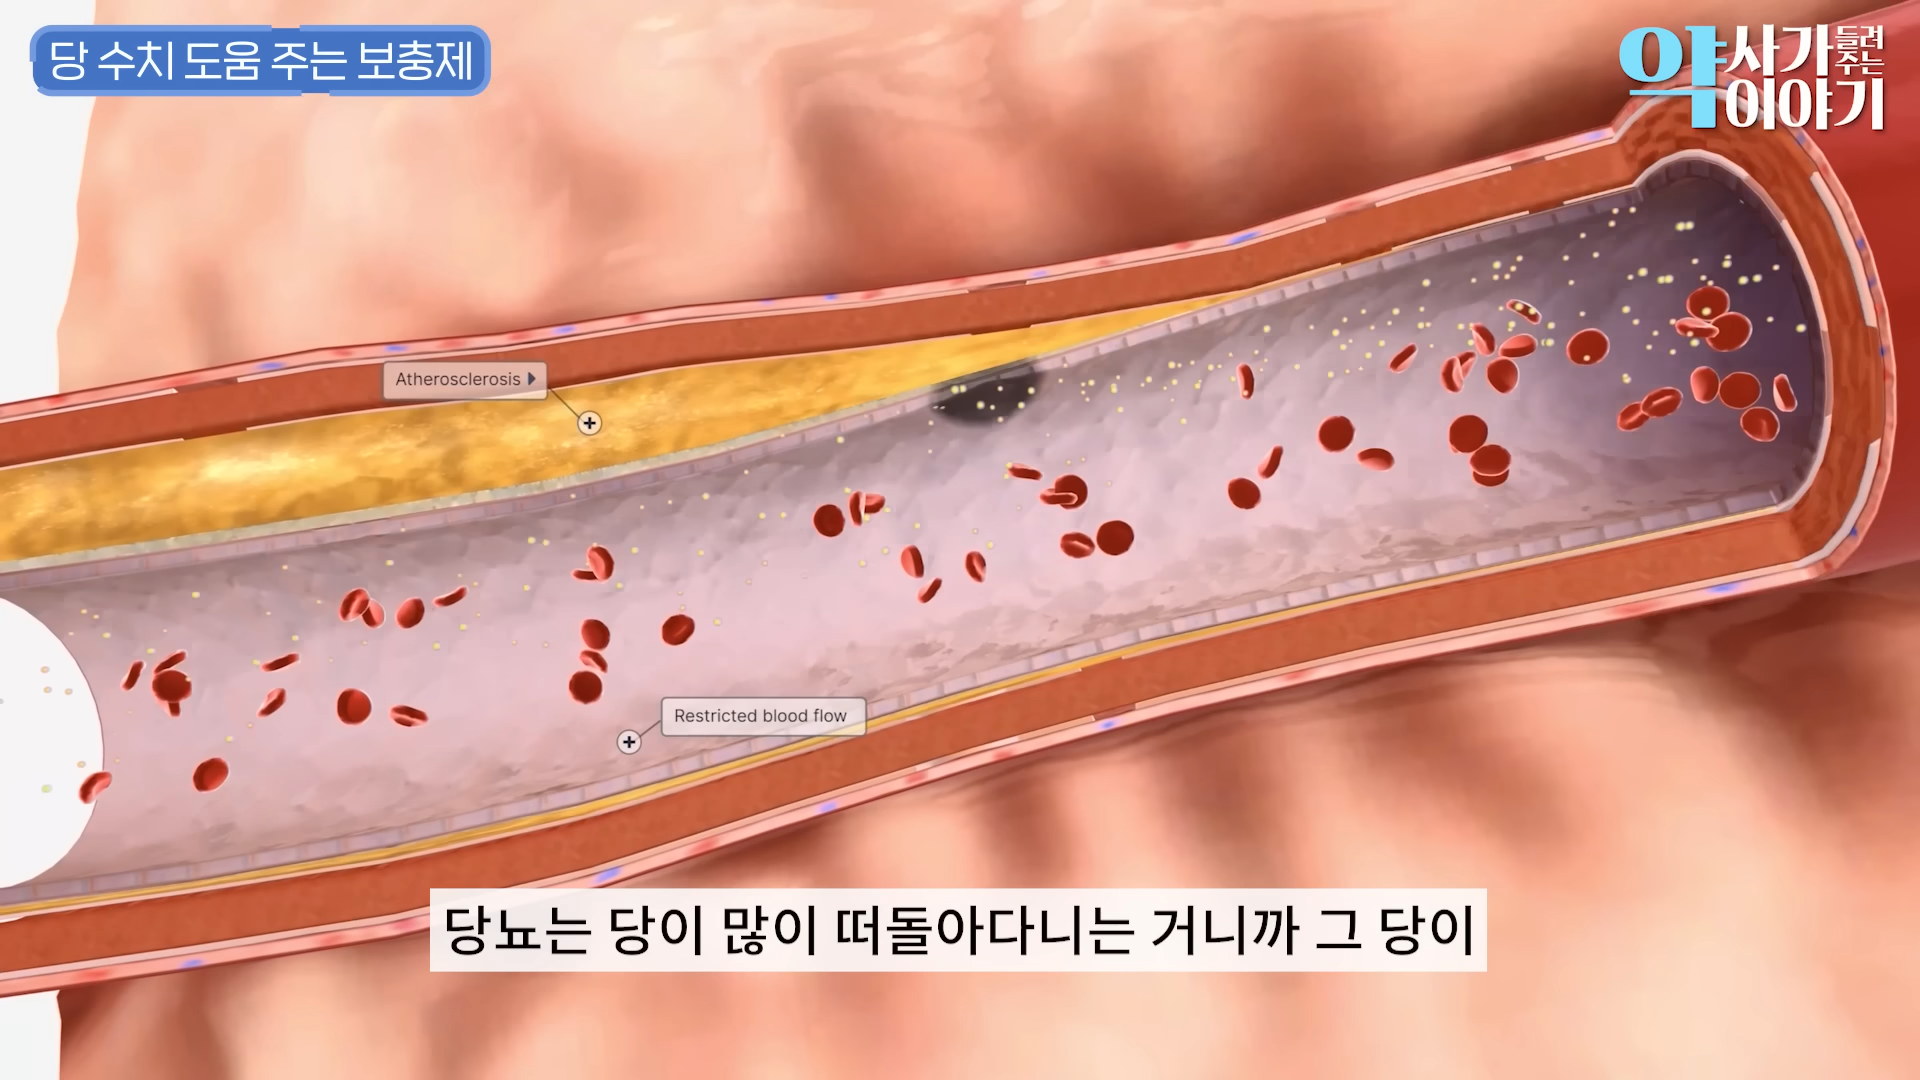 당 수치 도움 주는 보충제
약사가 들려주는
이야기
Atherosclerosis
Restricted blood flow
당뇨는 당이 많이 떠돌아다니는 거니까 그 당이